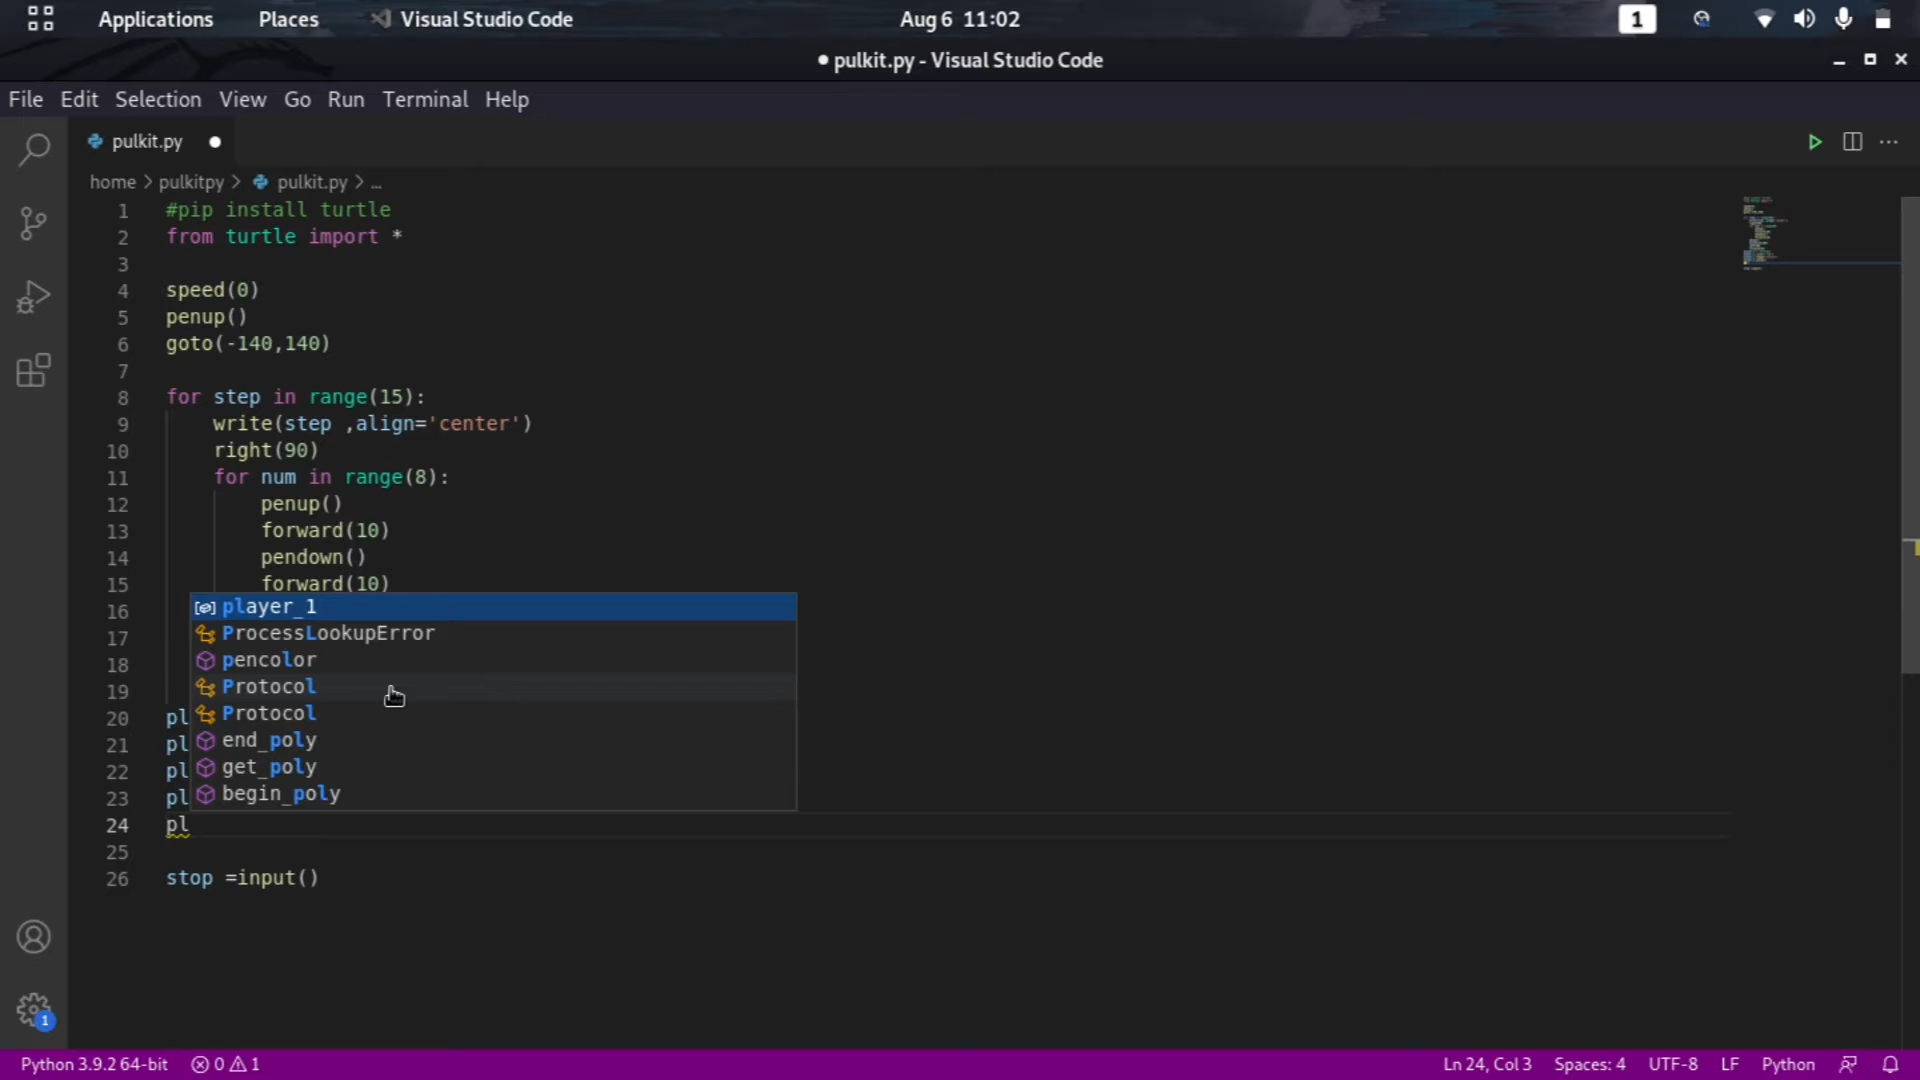 Applications Places Visual Studio Code Aug 6 11:02 1
pulkit.py - Visual Studio Code
File Edit Selection View Go Run Terminal Help
pulkit.py
home > pulkitpy > pulkit.py > ...
1 #pip install turtle
2 from turtle import *
3
4 speed(0)
5 penup()
6 goto(-140,140)
7
8 for step in range(15):
9 write(step ,align='center')
10 right(90)
11 for num in range(8):
12 penup()
13 forward(10)
14 pendown()
15 forward(10)
16 player_1
17 ProcessLookupError
18 pencolor
19 Protocol
20 pl Protocol
21 pl end_poly
22 pl get_poly
23 pl begin_poly
24 pl
25
26 stop =input()
1
Python 3.9.2 64-bit 0 1 Ln 24, Col 3 Spaces: 4 UTF-8 LF Python